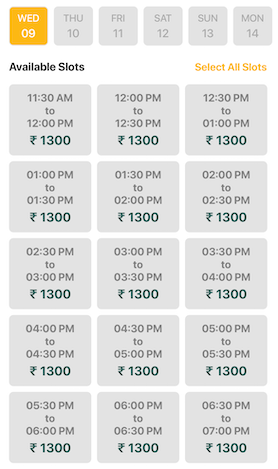 WED THU FRI SAT SUN MON
09 10 11 12 13 14
Available Slots Select All Slots
11:30 AM
to
12:00 PM
₹ 1300
12:00 PM
to
12:30 PM
₹ 1300
12:30 PM
to
01:00 PM
₹ 1300
01:00 PM
to
01:30 PM
₹ 1300
01:30 PM
to
02:00 PM
₹ 1300
02:00 PM
to
02:30 PM
₹ 1300
02:30 PM
to
03:00 PM
₹ 1300
03:00 PM
to
03:30 PM
₹ 1300
03:30 PM
to
04:00 PM
₹ 1300
04:00 PM
to
04:30 PM
₹ 1300
04:30 PM
to
05:00 PM
₹ 1300
05:00 PM
to
05:30 PM
₹ 1300
05:30 PM
to
06:00 PM
₹ 1300
06:00 PM
to
06:30 PM
₹ 1300
06:30 PM
to
07:00 PM
₹ 1300